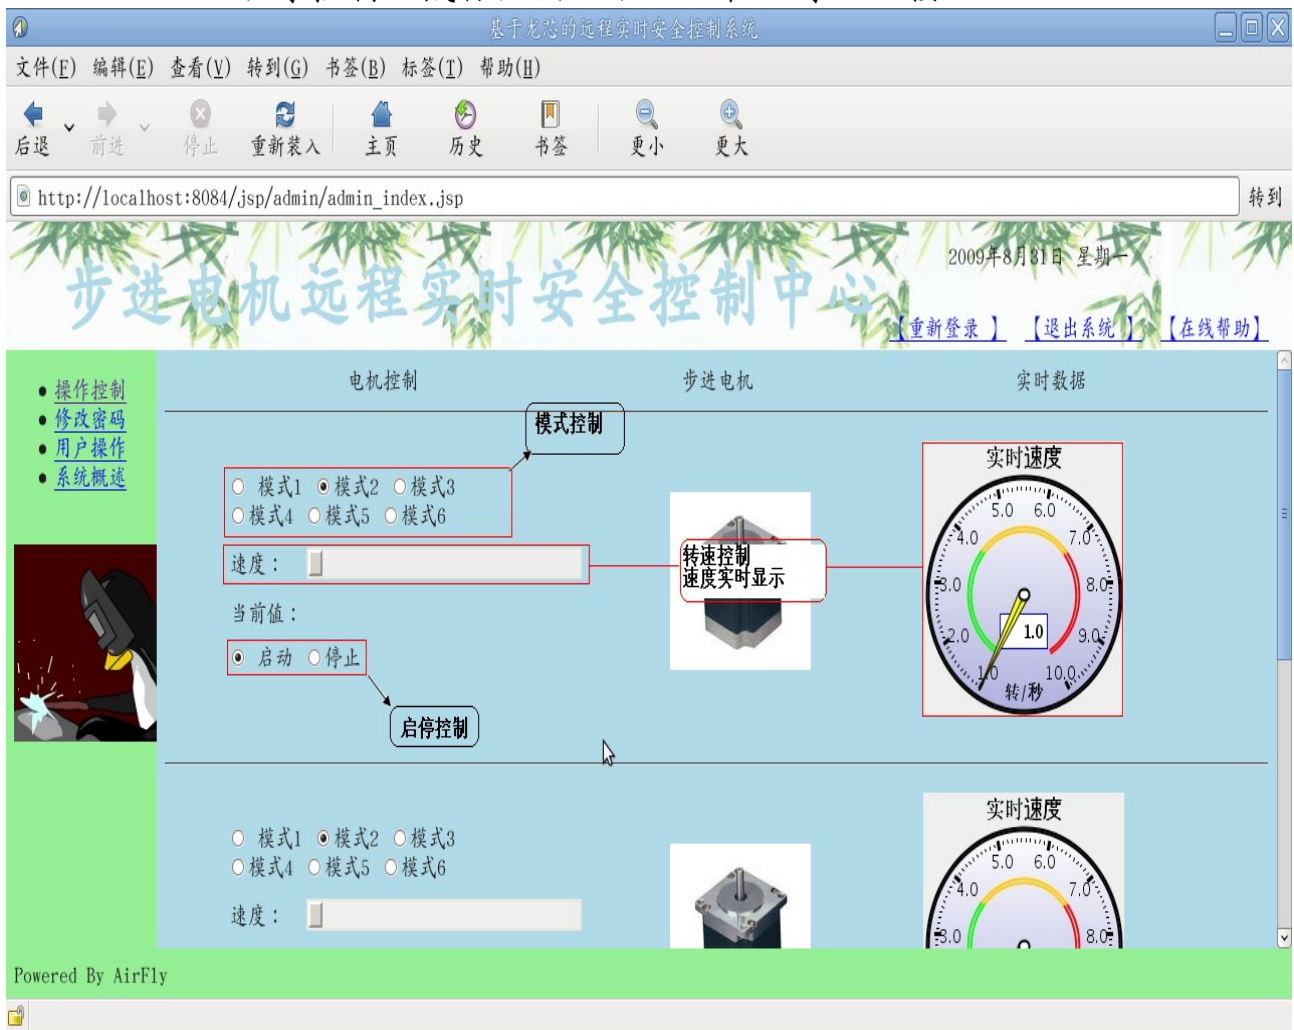 基于龙芯的远程实时安全控制系统
文件(F) 编辑(E) 查看(V) 转到(G) 书签(B) 标签(T) 帮助(H)
后退 前进 停止 重新装入 主页 历史 书签 更小 更大
http://localhost:8084/jsp/admin/admin_index.jsp 转到
2009年8月31日 星期一
步进电机远程实时安全控制中心
【重新登录 】 【退出系统 】 【在线帮助】
操作控制
修改密码
用户操作
系统概述
电机控制 步进电机 实时数据
模式控制
模式1 模式2 模式3
模式4 模式5 模式6
速度：
当前值：
启动 停止
启停控制
转速控制
速度实时显示
实时速度
5.0 6.0
4.0 7.0
3.0 8.0
2.0 1.0 9.0
1.0 10.0
转/秒
模式1 模式2 模式3
模式4 模式5 模式6
速度：
实时速度
5.0 6.0
4.0 7.0
3.0 8.0
Powered By AirFly